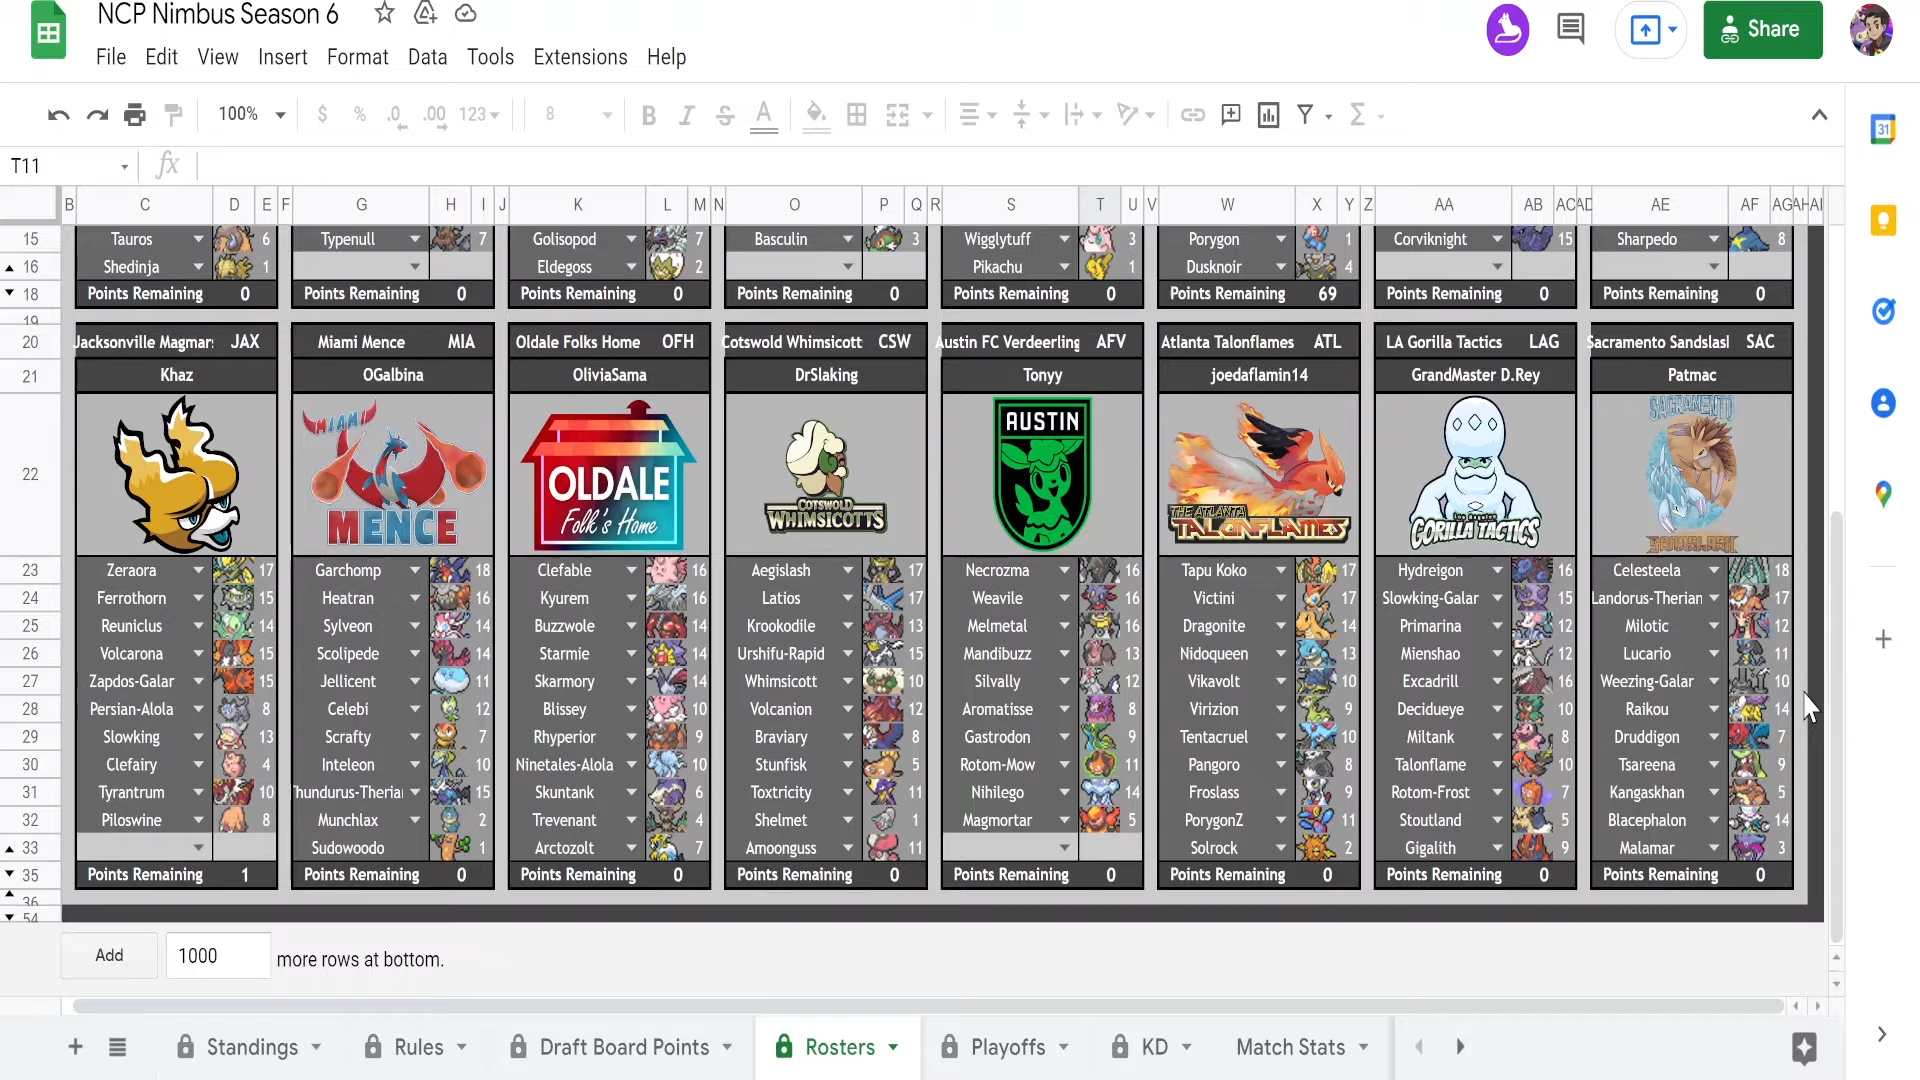 NCP Nimbus Season 6
File Edit View Insert Format Data Tools Extensions Help
Share
100% $ % .0 .00 123 8 B I S A
T11 fx
B C D E F G H I J K L M N O P Q R S T U V W X Y Z AA AB AC AD AE AF AG AH AI
15 Tauros 6 Typenull 7 Golisopod 7 Basculin 3 Wigglytuff 3 Porygon 1 Corviknight 15 Sharpedo 8
16 Shedinja 1 Eldegoss 2 Pikachu 1 Dusknoir 4
18 Points Remaining 0 Points Remaining 0 Points Remaining 0 Points Remaining 0 Points Remaining 0 Points Remaining 69 Points Remaining 0 Points Remaining 0
19
20 Jacksonville Magmar JAX Miami Mence MIA Oldale Folks Home OFH Cotswold Whimsicott CSW Austin FC Verdeerling AFV Atlanta Talonflames ATL LA Gorilla Tactics LAG Sacramento Sandslasl SAC
21 Khaz OGalbina OliviaSama DrSlaking Tonyy joedaflamin14 GrandMaster D.Rey Patmac
22
MIAMI MENCE
OLDALE Folk's Home
COTSWOLD WHIMSICOTTS
AUSTIN
THE ATLANTA TALONFLAMES
LOS ANGELES GORILLA TACTICS
SACRAMENTO SANDSLASH
23 Zeraora 17 Garchomp 18 Clefable 16 Aegislash 17 Necrozma 16 Tapu Koko 17 Hydreigon 16 Celesteela 18
24 Ferrothorn 15 Heatran 16 Kyurem 16 Latios 17 Weavile 16 Victini 17 Slowking-Galar 15 Landorus-Therian 17
25 Reuniclus 14 Sylveon 14 Buzzwole 14 Krookodile 13 Melmetal 16 Dragonite 14 Primarina 12 Milotic 12
26 Volcarona 15 Scolipede 14 Starmie 14 Urshifu-Rapid 15 Mandibuzz 13 Nidoqueen 13 Mienshao 12 Lucario 11
27 Zapdos-Galar 15 Jellicent 11 Skarmory 14 Whimsicott 10 Silvally 12 Vikavolt 10 Excadrill 16 Weezing-Galar 10
28 Persian-Alola 8 Celebi 12 Blissey 10 Volcanion 12 Aromatisse 8 Virizion 9 Decidueye 10 Raikou 14
29 Slowking 13 Scrafty 7 Rhyperior 9 Braviary 8 Gastrodon 9 Tentacruel 10 Miltank 8 Druddigon 7
30 Clefairy 4 Inteleon 10 Ninetales-Alola 10 Stunfisk 5 Rotom-Mow 11 Pangoro 8 Talonflame 10 Tsareena 9
31 Tyrantrum 10 Thundurus-Therian 15 Skuntank 6 Toxtricity 11 Nihilego 14 Froslass 9 Rotom-Frost 7 Kangaskhan 5
32 Piloswine 8 Munchlax 2 Trevenant 4 Shelmet 1 Magmortar 5 PorygonZ 11 Stoutland 5 Blacephalon 14
33 Sudowoodo 1 Arctozolt 7 Amoonguss 11 Solrock 2 Gigalith 9 Malamar 3
35 Points Remaining 1 Points Remaining 0 Points Remaining 0 Points Remaining 0 Points Remaining 0 Points Remaining 0 Points Remaining 0 Points Remaining 0
36
54
Add 1000 more rows at bottom.
Standings Rules Draft Board Points Rosters Playoffs KD Match Stats
31